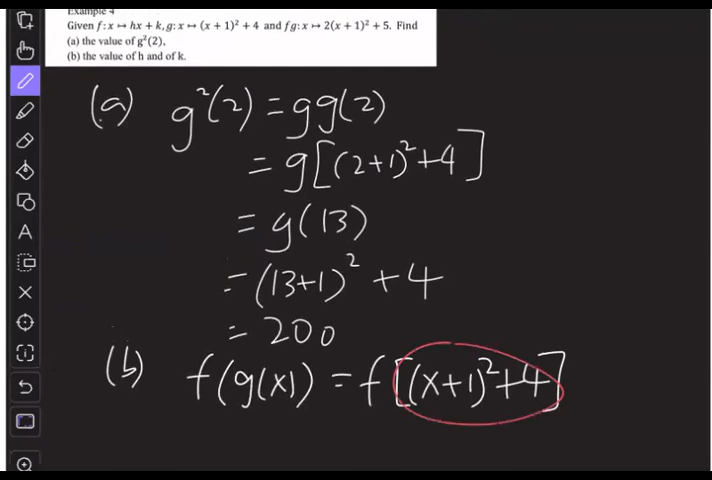 Example 4
Given f: x ↦ hx + k, g: x ↦ (x + 1)² + 4 and fg: x ↦ 2(x + 1)² + 5. Find
(a) the value of g²(2).
(b) the value of h and of k.
(a) g²(2) = gg(2)
= g[(2+1)²+4]
= g(13)
= (13+1)² + 4
= 200
(b) f(g(x)) = f[(x+1)²+4]